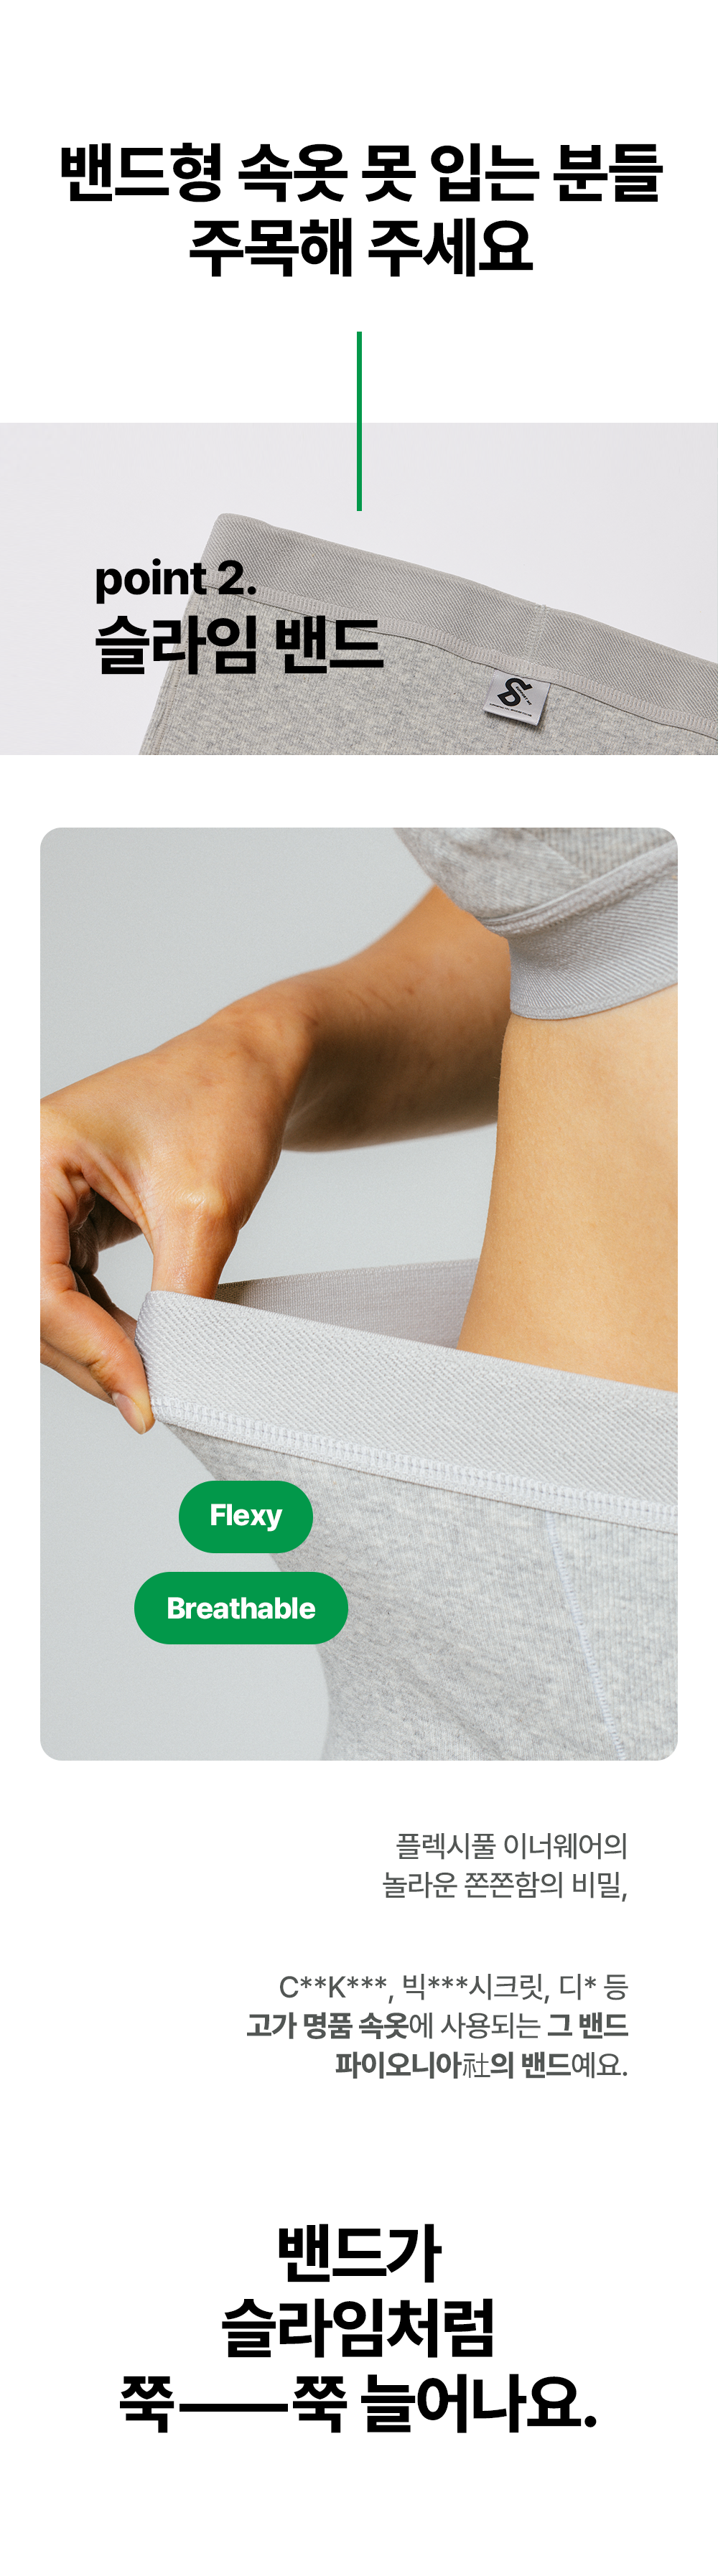 밴드형 속옷 못 입는 분들
주목해 주세요
point 2.
슬라임 밴드
Flexy
Breathable
플렉시풀 이너웨어의
놀라운 쫀쫀함의 비밀,
C**K***, 빅***시크릿, 디* 등
고가 명품 속옷에 사용되는 그 밴드
파이오니아社의 밴드예요.
밴드가
슬라임처럼
쭉──쭉 늘어나요.